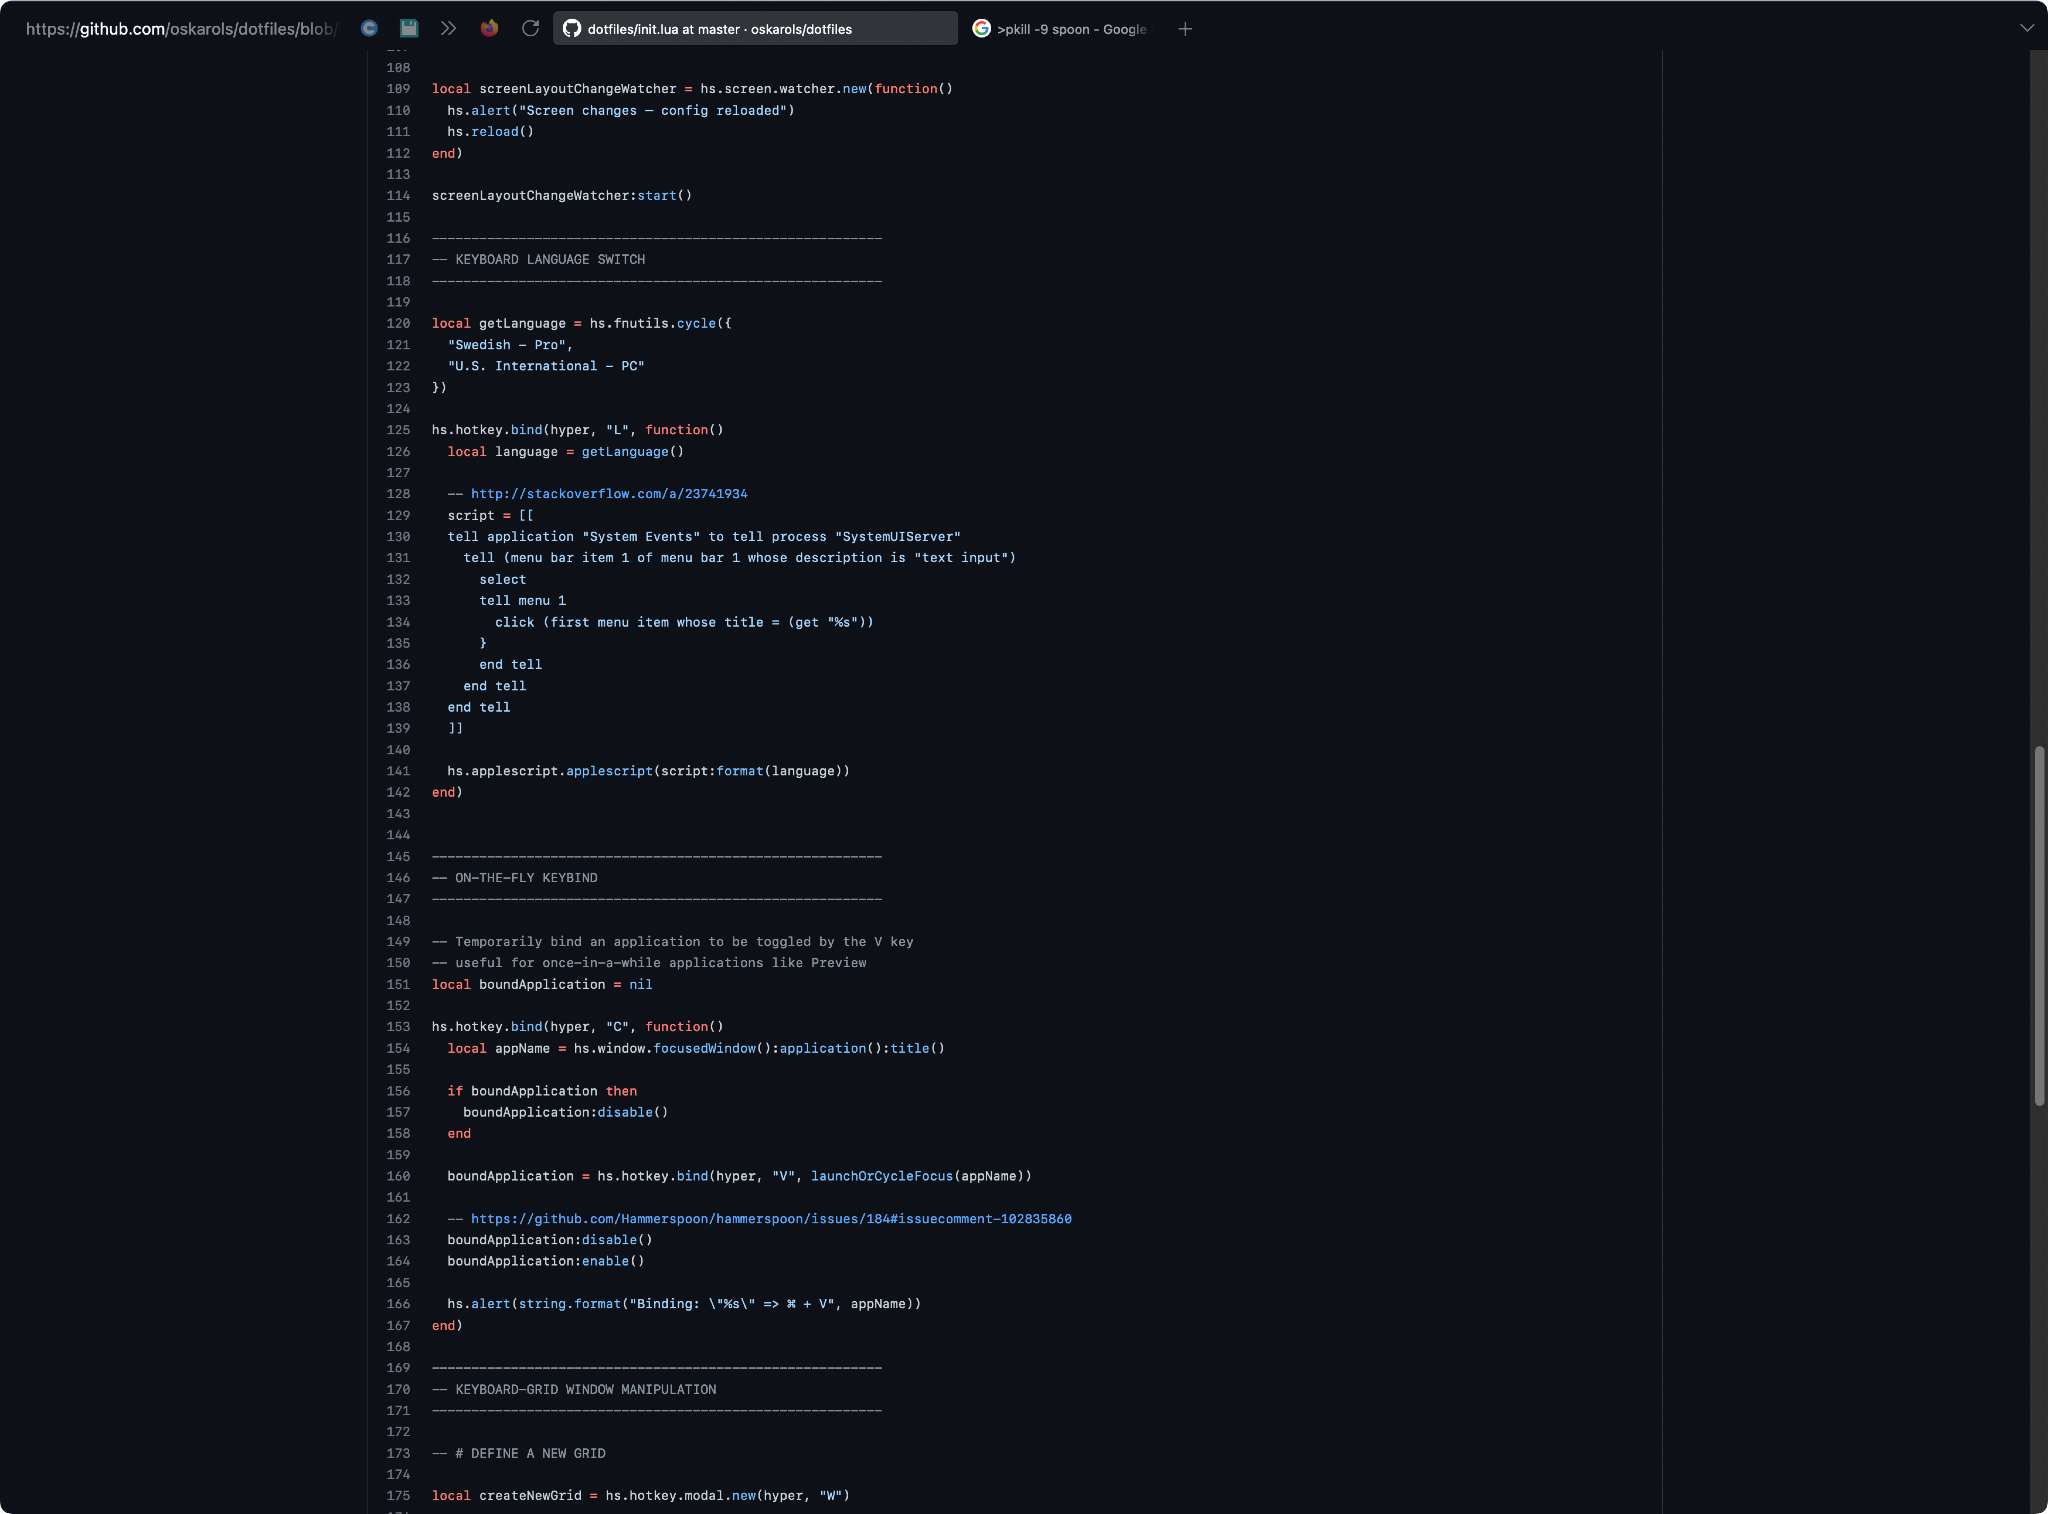 https://github.com/oskarols/dotfiles/blob/ dotfiles/init.lua at master · oskarols/dotfiles >pkill -9 spoon - Google
108
109 local screenLayoutChangeWatcher = hs.screen.watcher.new(function()
110   hs.alert("Screen changes – config reloaded")
111   hs.reload()
112 end)
113
114 screenLayoutChangeWatcher:start()
115
116 ---------------------------------------------------------
117 -- KEYBOARD LANGUAGE SWITCH
118 ---------------------------------------------------------
119
120 local getLanguage = hs.fnutils.cycle({
121   "Swedish - Pro",
122   "U.S. International - PC"
123 })
124
125 hs.hotkey.bind(hyper, "L", function()
126   local language = getLanguage()
127
128   -- http://stackoverflow.com/a/23741934
129   script = [[
130   tell application "System Events" to tell process "SystemUIServer"
131     tell (menu bar item 1 of menu bar 1 whose description is "text input")
132       select
133       tell menu 1
134         click (first menu item whose title = (get "%s"))
135       }
136       end tell
137     end tell
138   end tell
139   ]]
140
141   hs.applescript.applescript(script:format(language))
142 end)
143
144
145 ---------------------------------------------------------
146 -- ON-THE-FLY KEYBIND
147 ---------------------------------------------------------
148
149 -- Temporarily bind an application to be toggled by the V key
150 -- useful for once-in-a-while applications like Preview
151 local boundApplication = nil
152
153 hs.hotkey.bind(hyper, "C", function()
154   local appName = hs.window.focusedWindow():application():title()
155
156   if boundApplication then
157     boundApplication:disable()
158   end
159
160   boundApplication = hs.hotkey.bind(hyper, "V", launchOrCycleFocus(appName))
161
162   -- https://github.com/Hammerspoon/hammerspoon/issues/184#issuecomment-102835860
163   boundApplication:disable()
164   boundApplication:enable()
165
166   hs.alert(string.format("Binding: \"%s\" => ⌘ + V", appName))
167 end)
168
169 ---------------------------------------------------------
170 -- KEYBOARD-GRID WINDOW MANIPULATION
171 ---------------------------------------------------------
172
173 -- # DEFINE A NEW GRID
174
175 local createNewGrid = hs.hotkey.modal.new(hyper, "W")